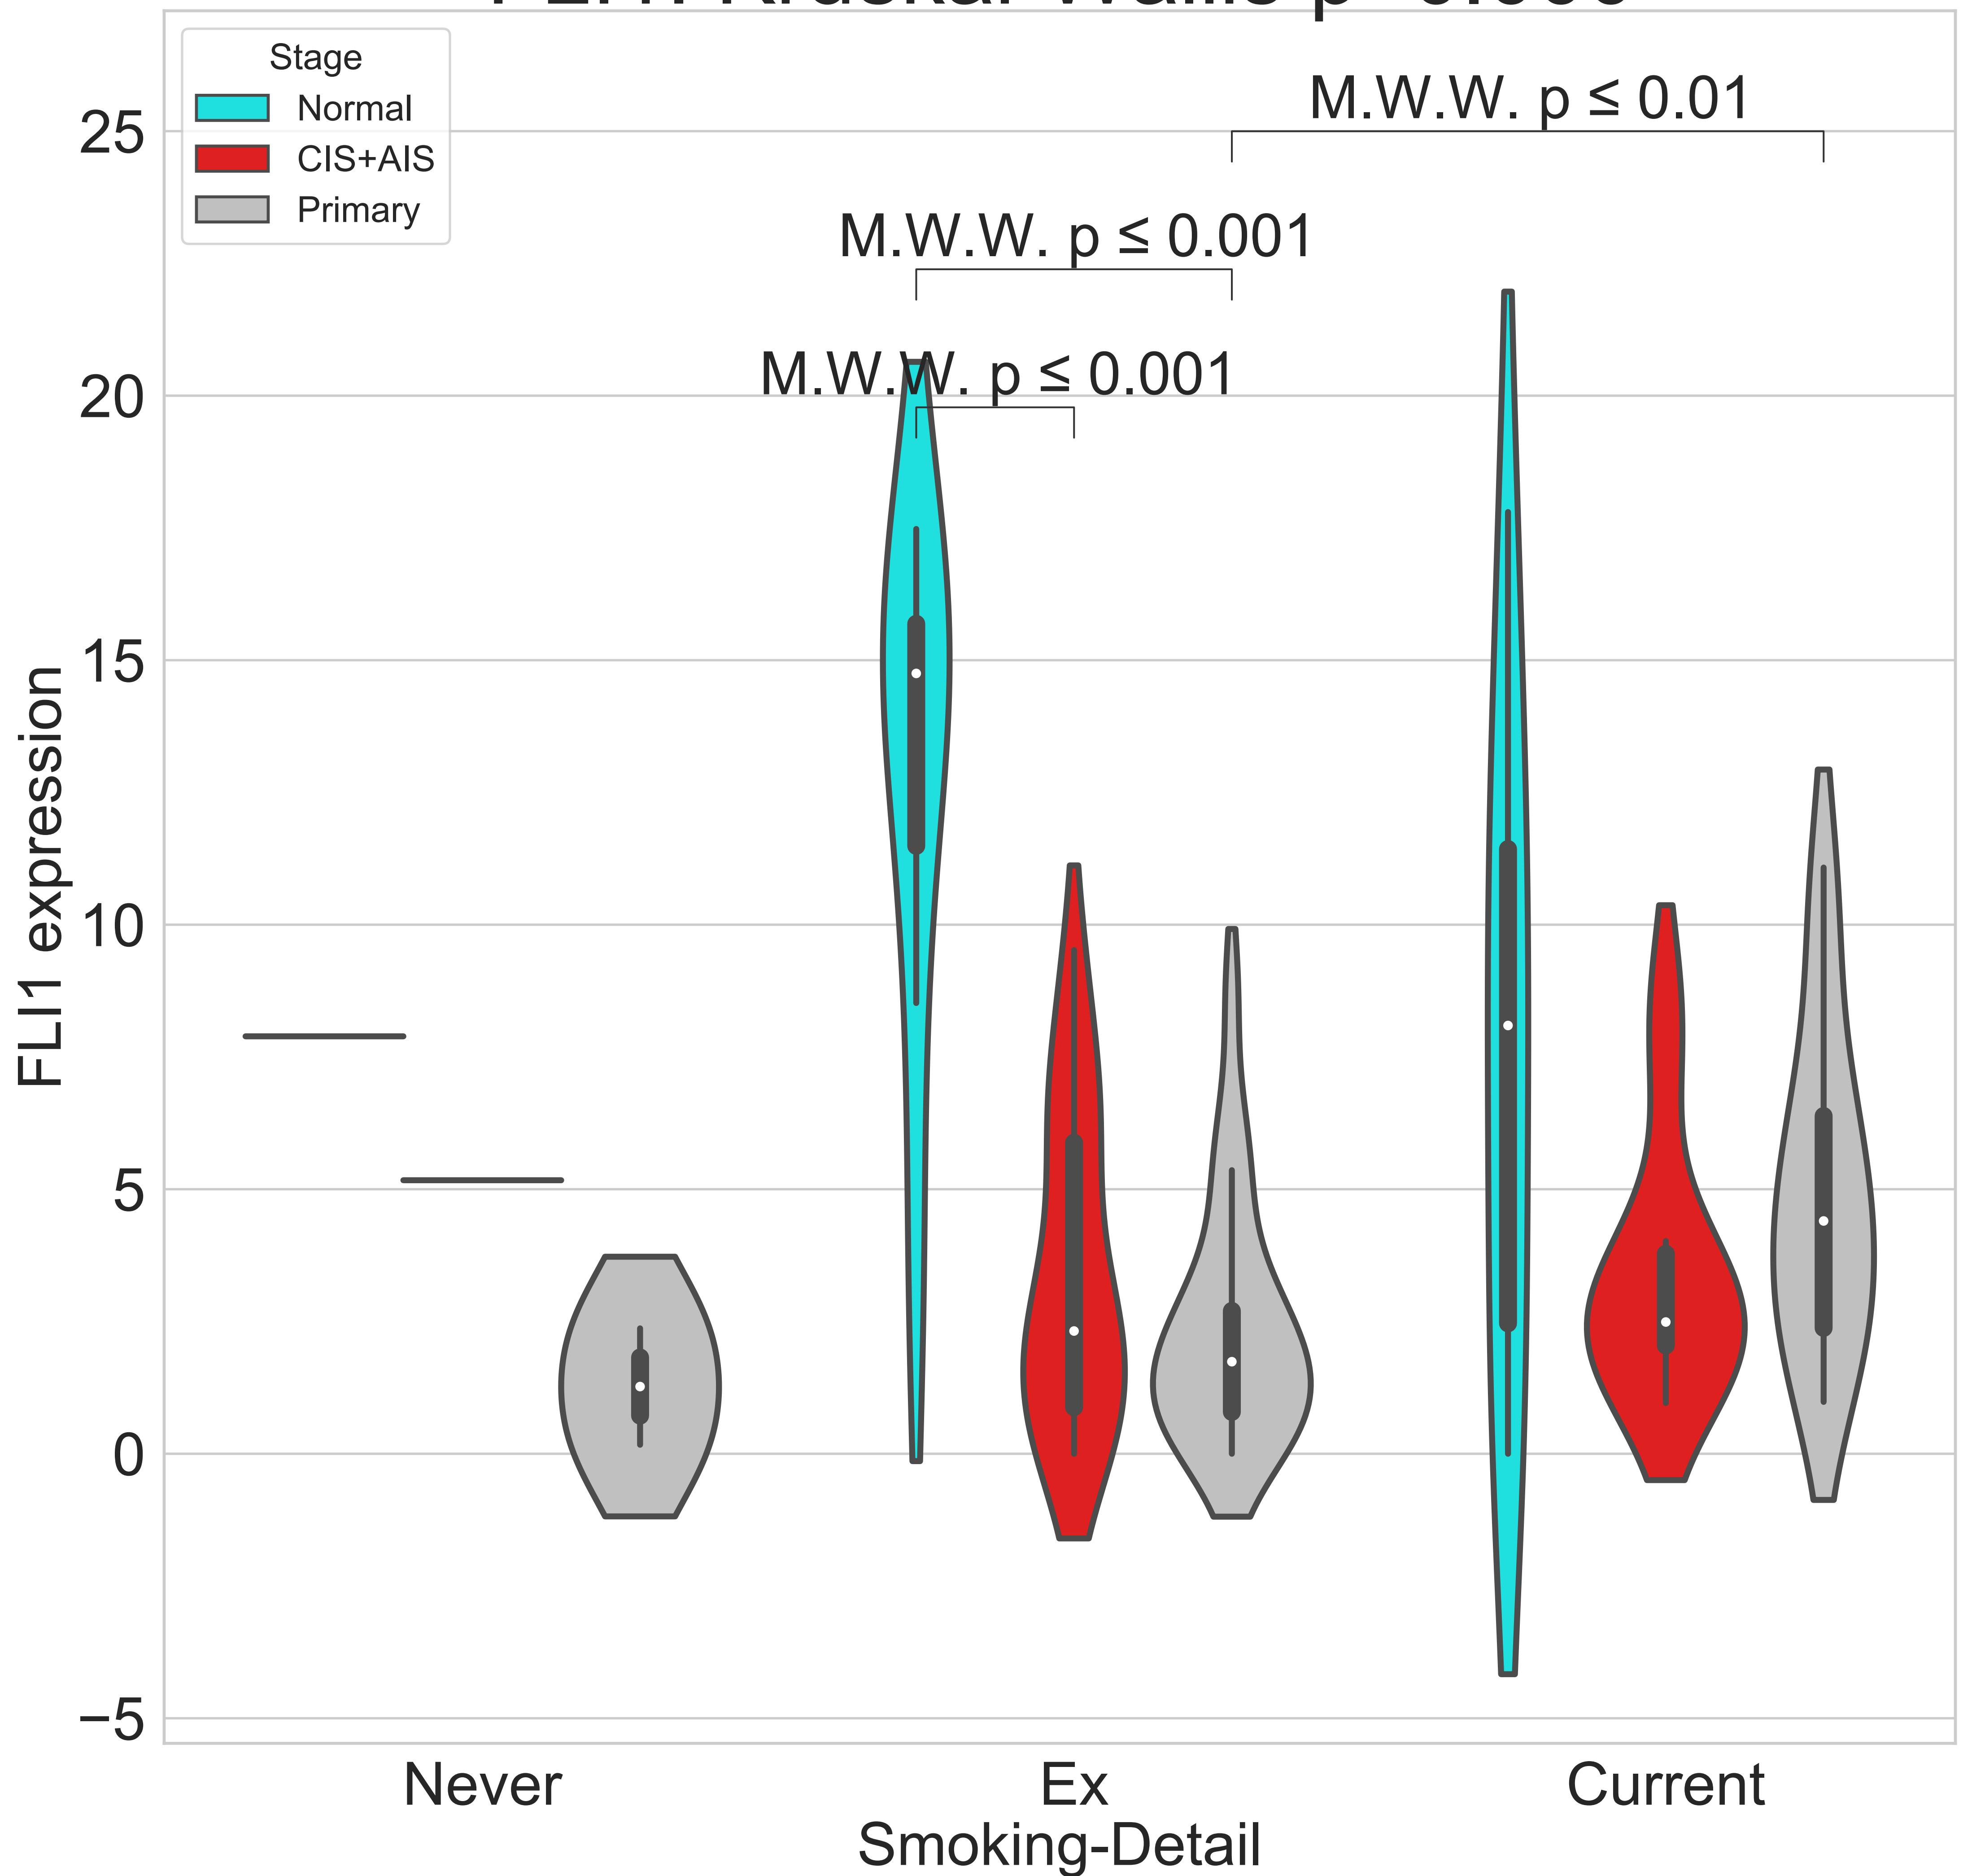 Stage
Normal
CIS+AIS
Primary
M.W.W. p ≤ 0.01
M.W.W. p ≤ 0.001
M.W.W. p ≤ 0.001
25
20
15
10
5
0
−5
FLI1 expression
Never
Ex
Current
Smoking-Detail